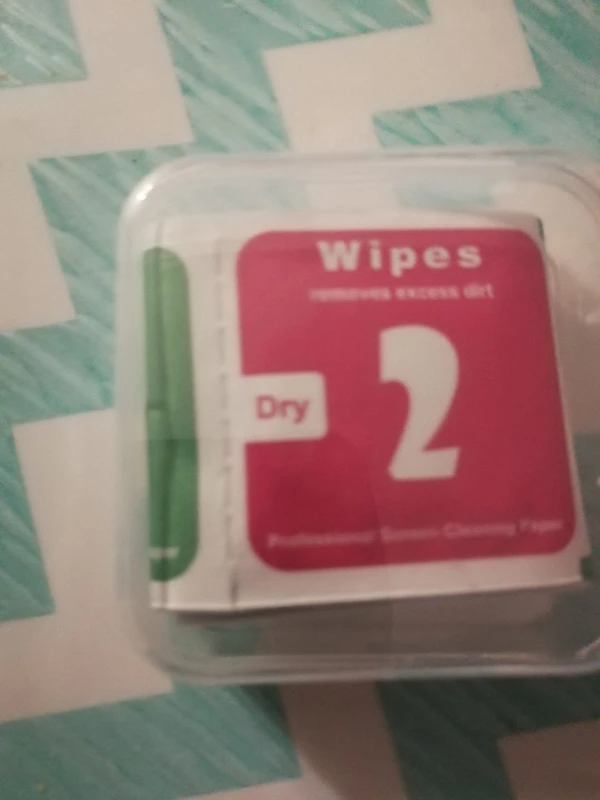 Wipes
removes excess dirt
2
Dry
Professional Screen Cleaning Paper